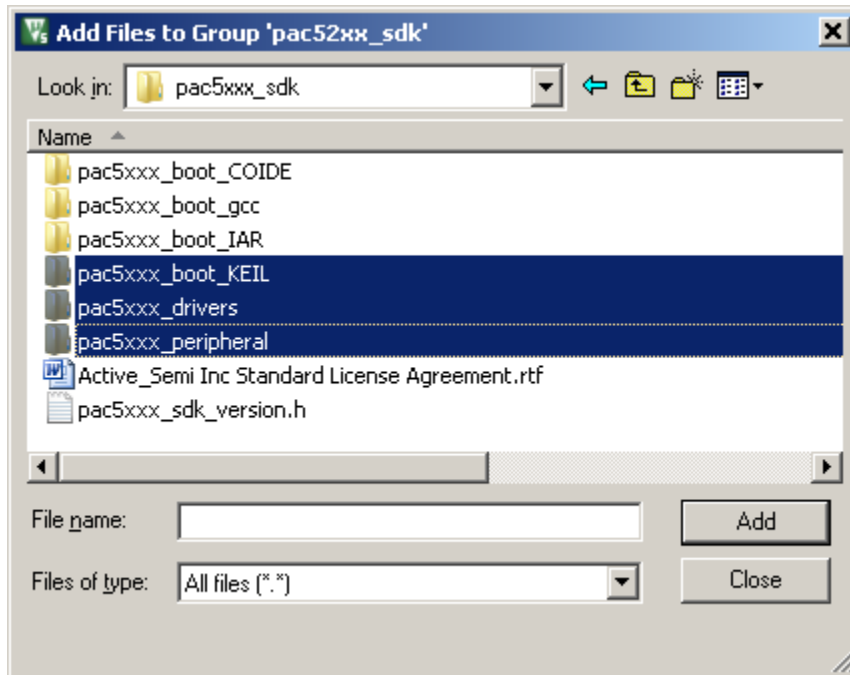 Add Files to Group 'pac52xx_sdk'
Look in: pac5xxx_sdk
Name
pac5xxx_boot_COIDE
pac5xxx_boot_gcc
pac5xxx_boot_IAR
pac5xxx_boot_KEIL
pac5xxx_drivers
pac5xxx_peripheral
Active_Semi Inc Standard License Agreement.rtf
pac5xxx_sdk_version.h
File name: Add
Files of type: All files (*.*) Close